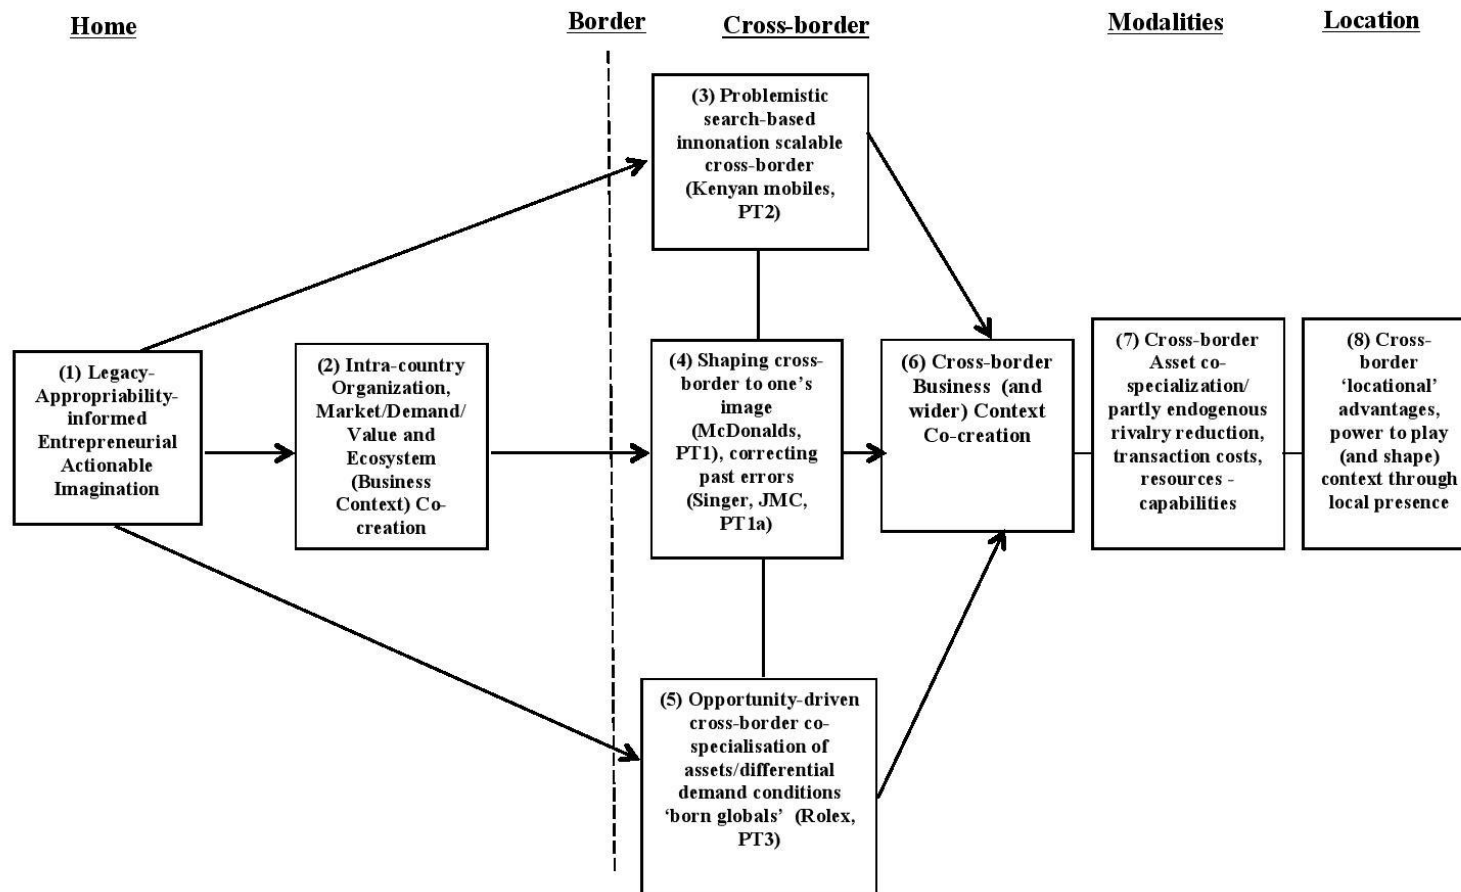 Home
Border
Cross-border
Modalities
Location
(3) Problemistic
search-based
innonation scalable
cross-border
(Kenyan mobiles,
PT2)
(1) Legacy-
Appropriability-
informed
Entrepreneurial
Actionable
Imagination
(2) Intra-country
Organization,
Market/Demand/
Value and
Ecosystem
(Business
Context) Co-
creation
(4) Shaping cross-
border to one’s
image
(McDonalds,
PT1), correcting
past errors
(Singer, JMC,
PT1a)
(6) Cross-border
Business (and
wider) Context
Co-creation
(7) Cross-border
Asset co-
specialization/
partly endogenous
rivalry reduction,
transaction costs,
resources -
capabilities
(8) Cross-
border
‘locational’
advantages,
power to play
(and shape)
context through
local presence
(5) Opportunity-driven
cross-border co-
specialisation of
assets/differential
demand conditions
‘born globals’ (Rolex,
PT3)